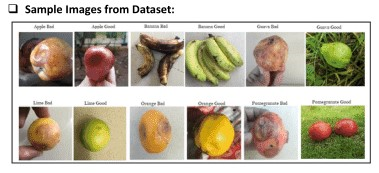 ❑ Sample Images from Dataset:
Apple Bad Apple Good Banana Bad Banana Good Guava Bad Guava Good
Lime Bad Lime Good Orange Bad Orange Good Pomegranate Bad Pomegranate Good